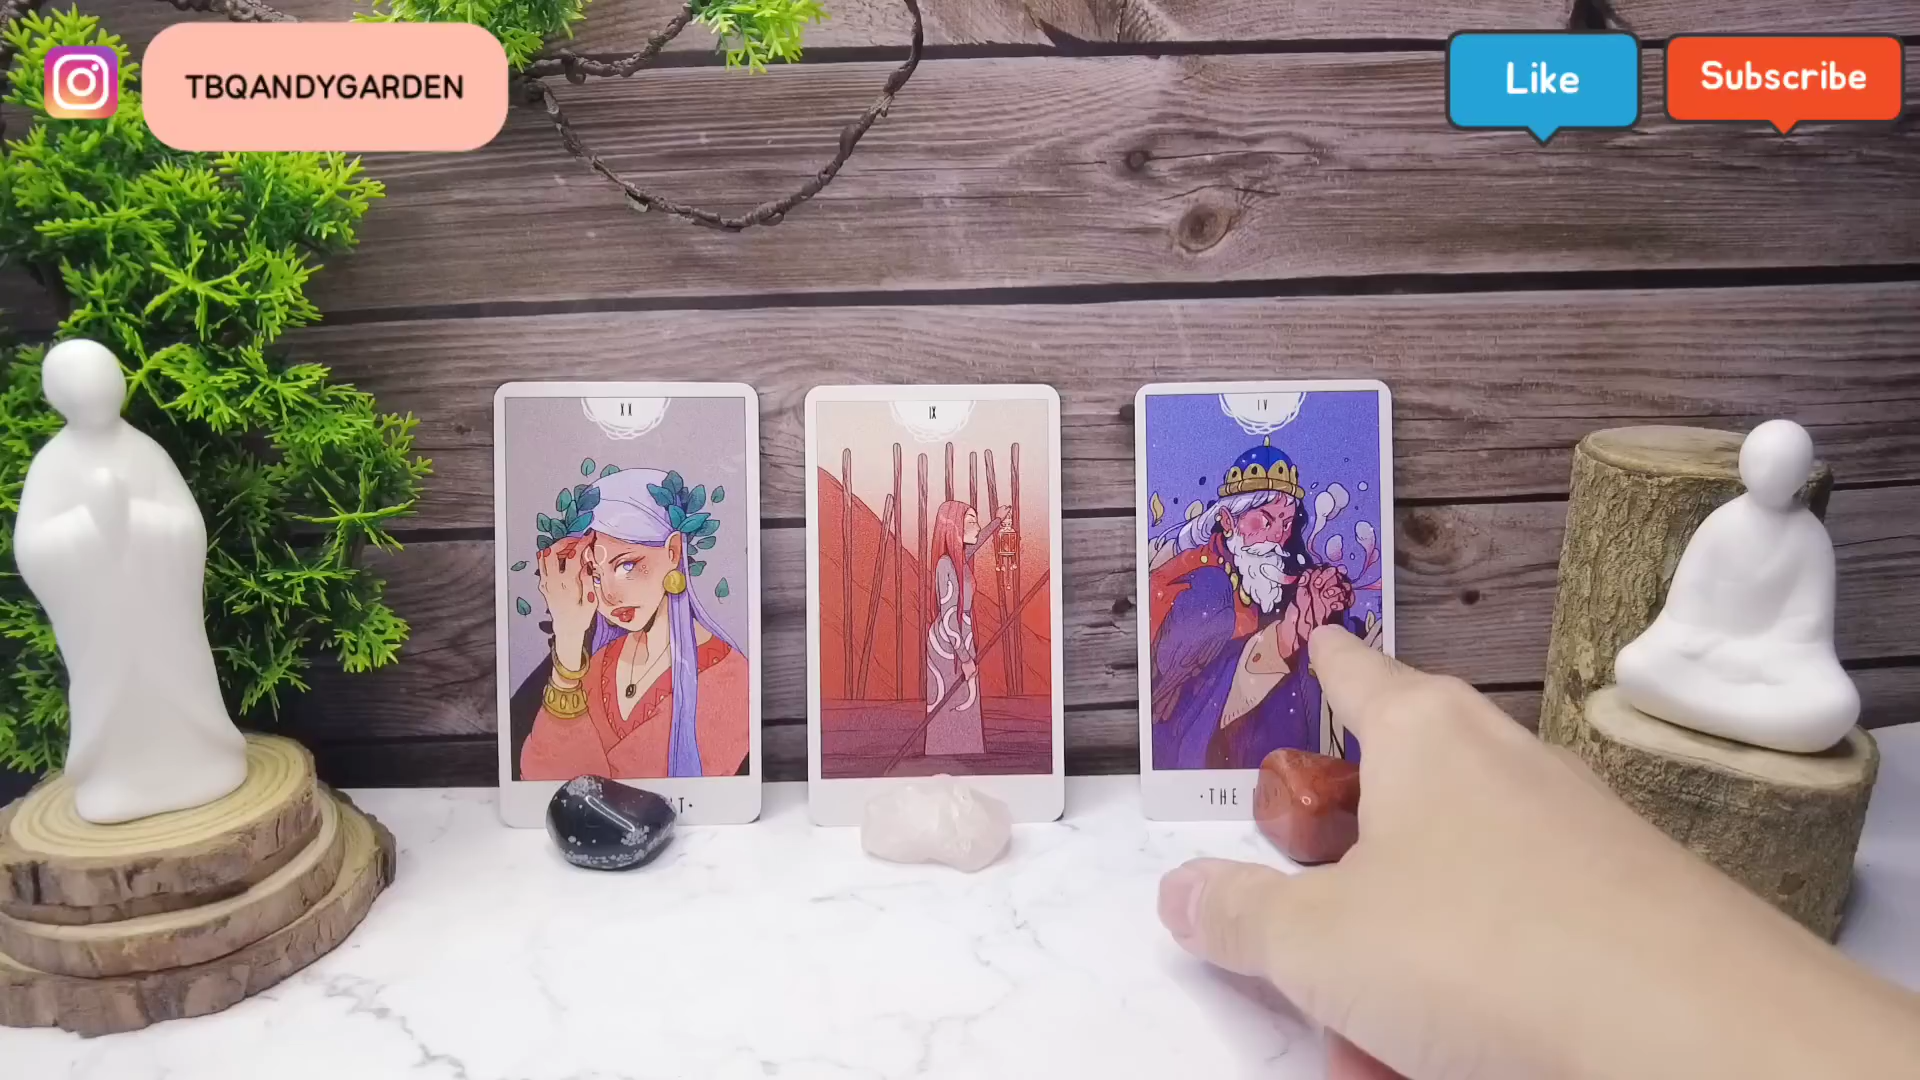 TBQANDYGARDEN
Like
Subscribe
XX
IX
IV
·THE